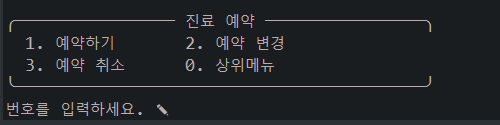 진료 예약
1. 예약하기 2. 예약 변경
3. 예약 취소 0. 상위메뉴
번호를 입력하세요. ✎